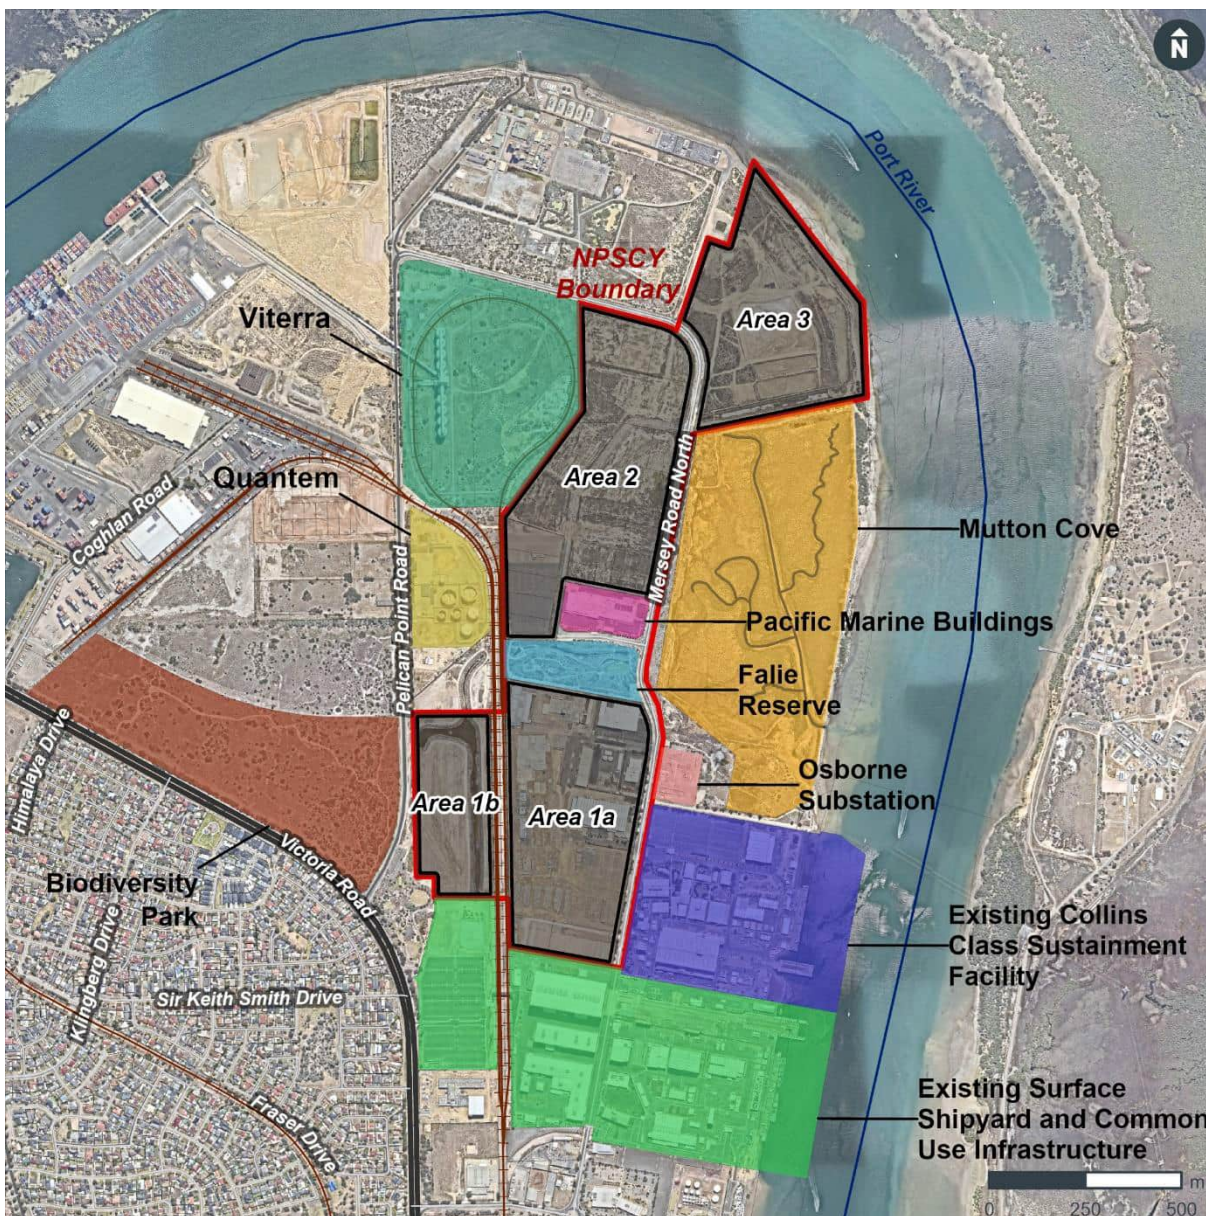 N
Port River
NPSCY
Boundary
Viterra
Area 3
Area 2
Mersey Road North
Quantem
Coghlan Road
Pelican Point Road
Mutton Cove
Pacific Marine Buildings
Falie
Reserve
Himalaya Drive
Osborne
Substation
Area 1b
Area 1a
Victoria Road
Biodiversity
Park
Klingberg Drive
Existing Collins
Class Sustainment
Facility
Sir Keith Smith Drive
Fraser Drive
Existing Surface
Shipyard and Common
Use Infrastructure
m
0 250 500